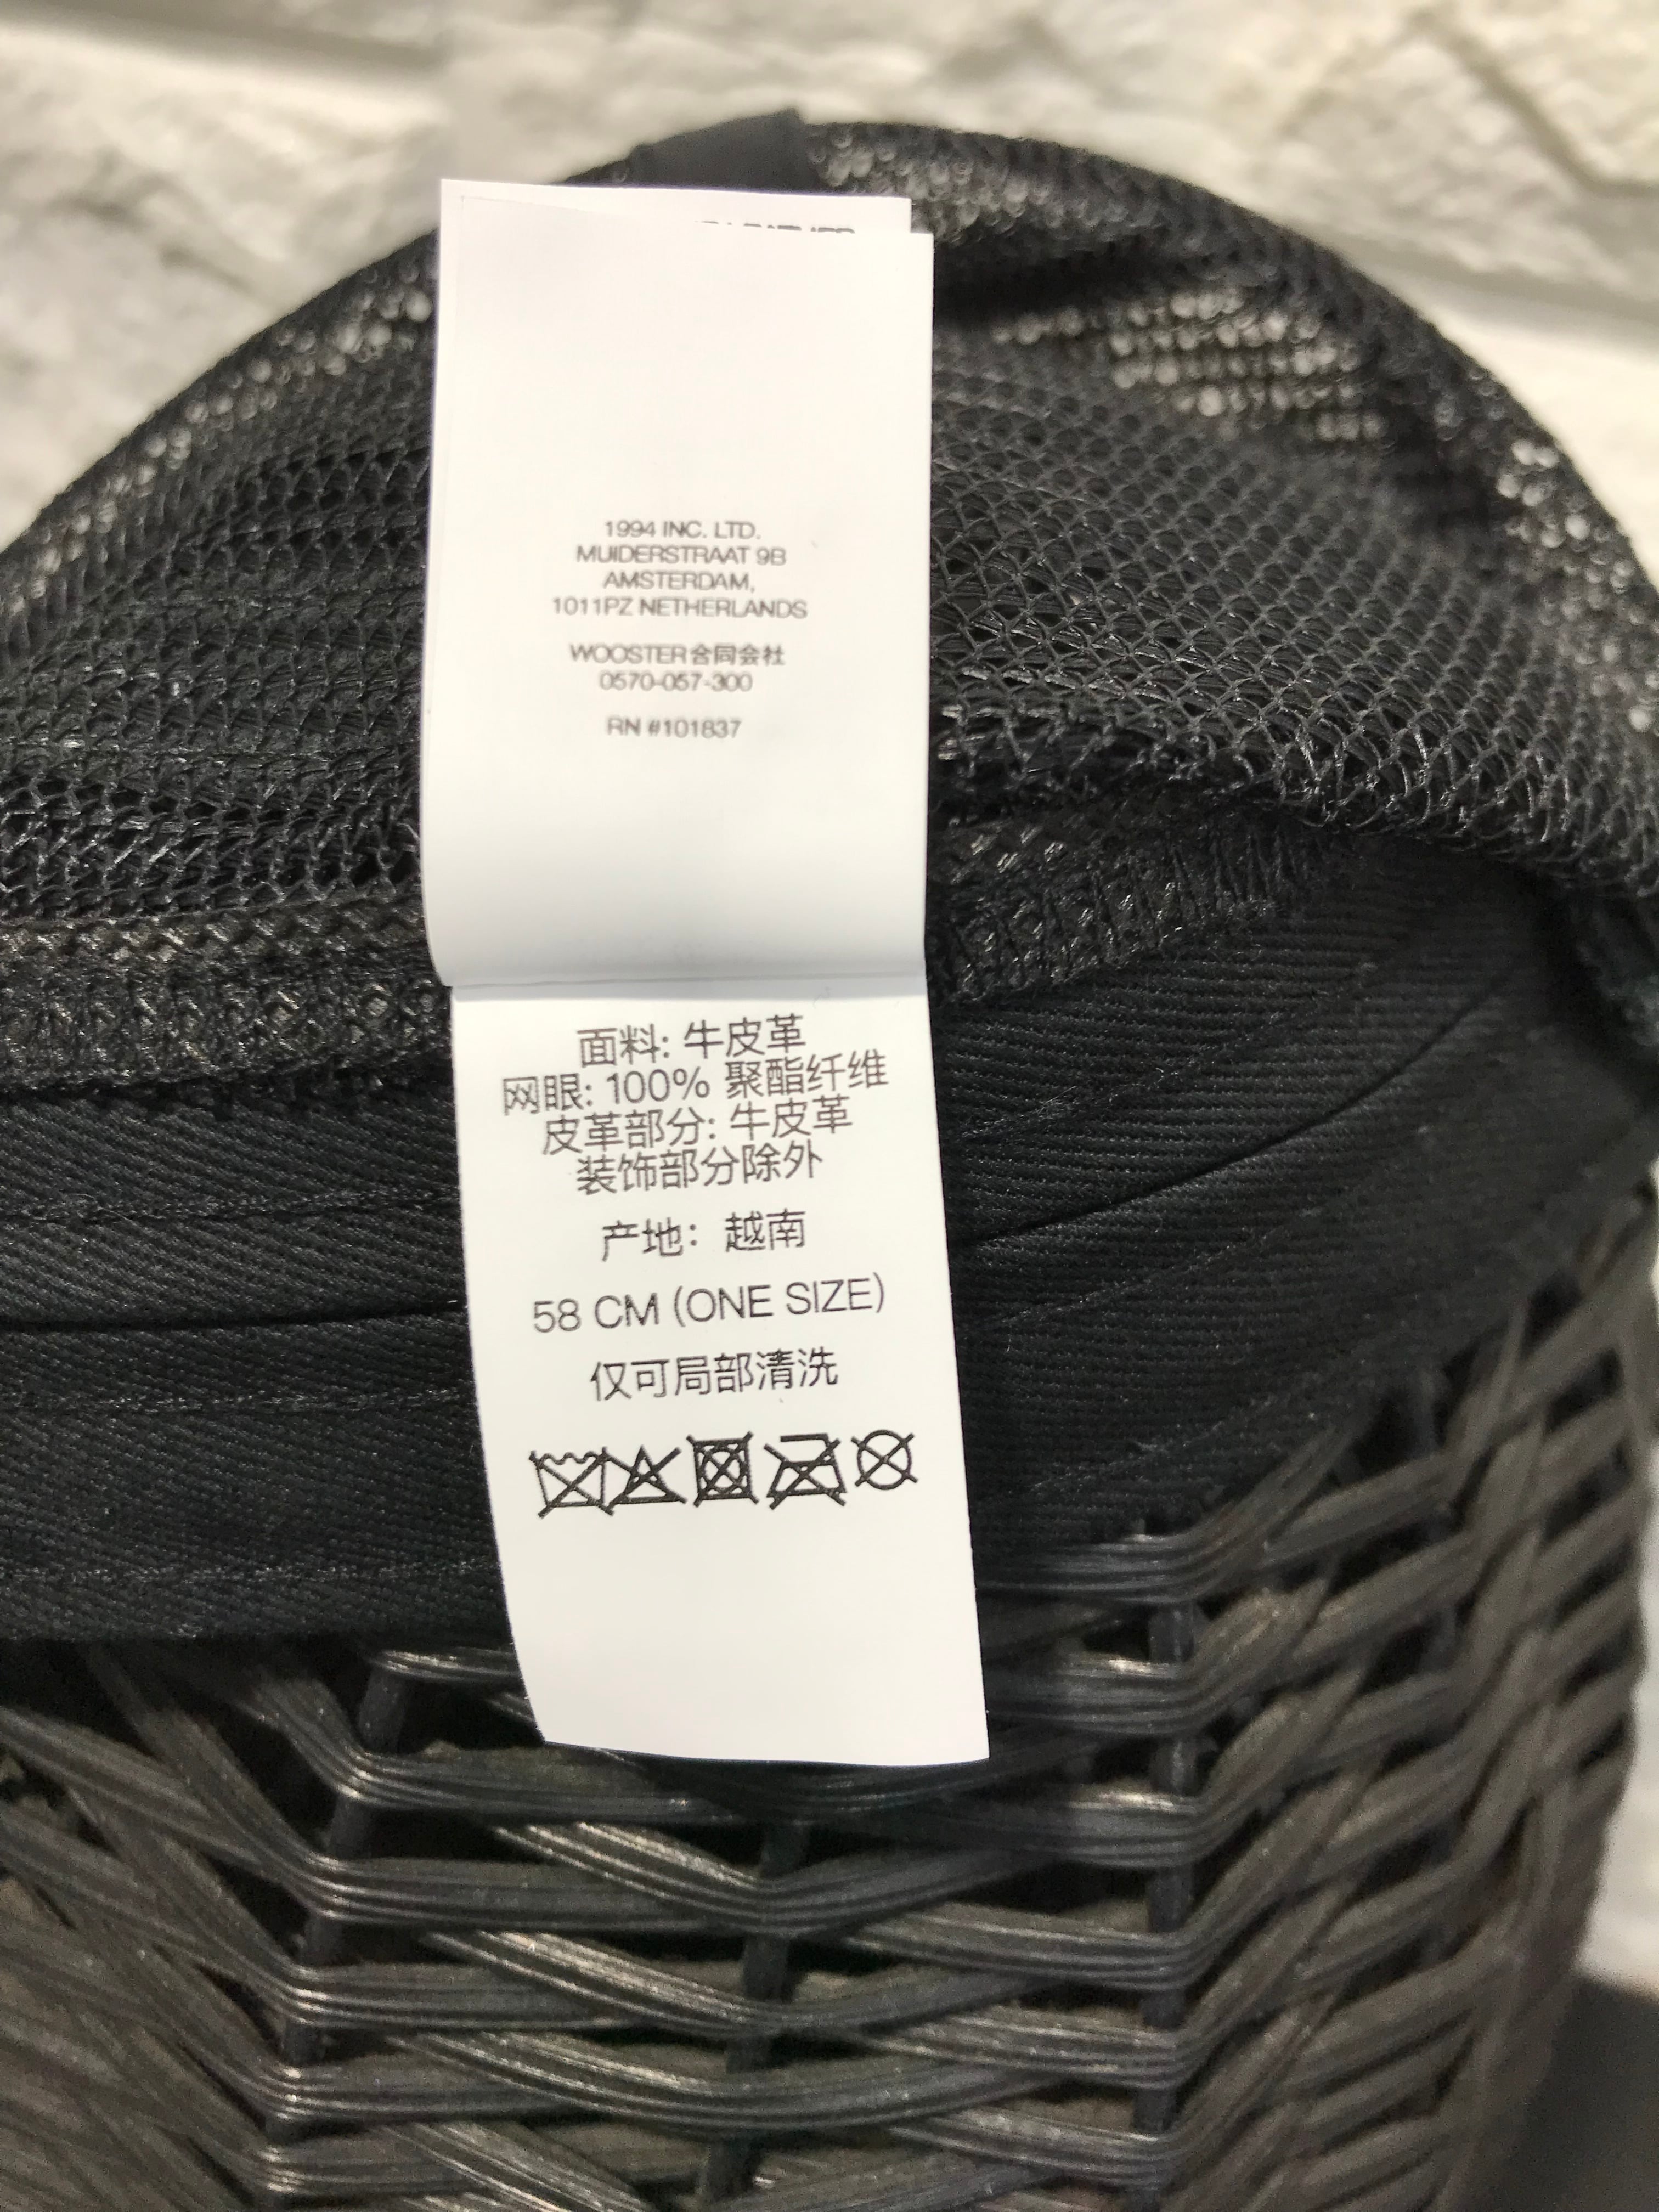 1994 INC. LTD.
MUIDERSTRAAT 9B
AMSTERDAM,
1011PZ NETHERLANDS
WOOSTER合同会社
0570-057-300
RN #101837
面料: 牛皮革
网眼: 100% 聚酯纤维
皮革部分: 牛皮革
装饰部分除外
产地: 越南
58 CM (ONE SIZE)
仅可局部清洗